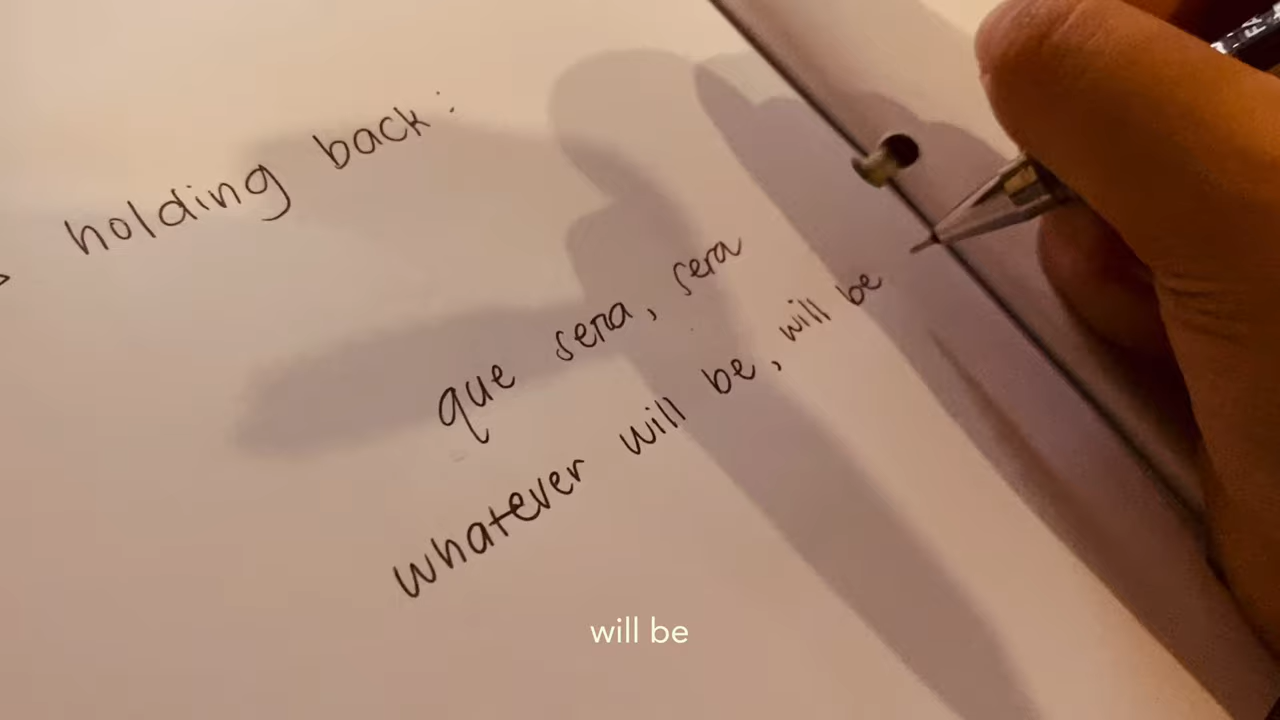 holding back:
que sera, sera
whatever will be, will be
will be